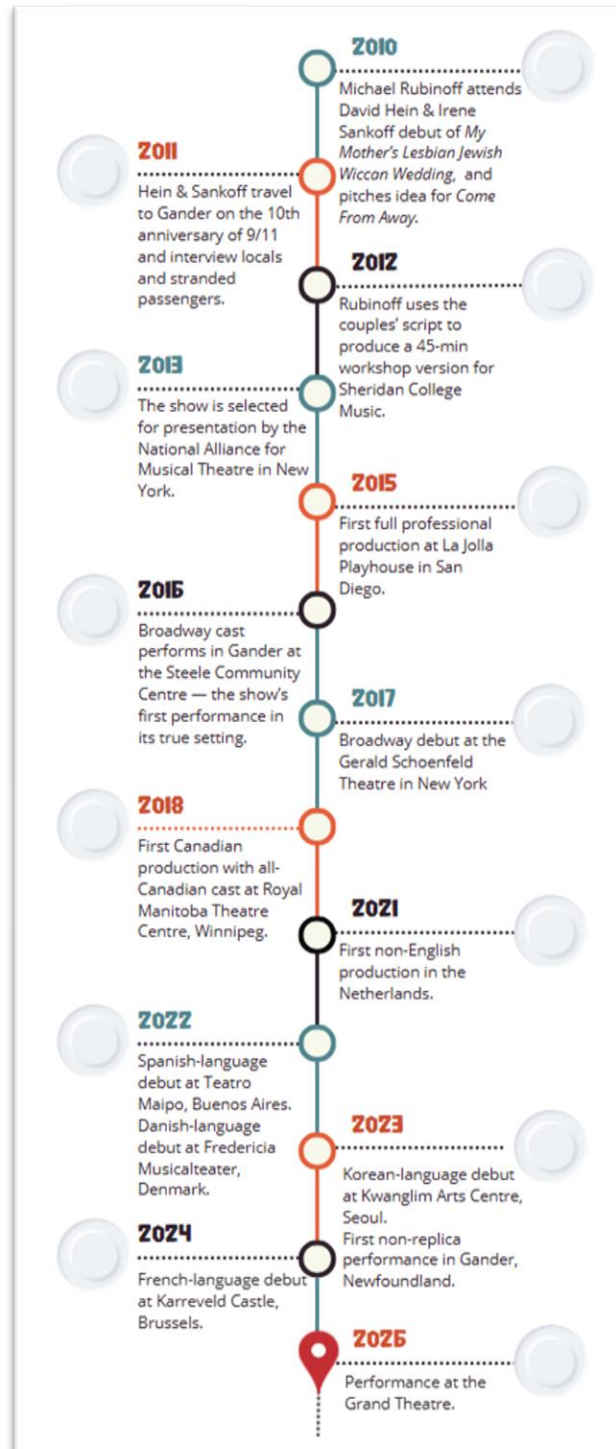 2010
Michael Rubinoff attends
David Hein & Irene
Sankoff debut of My
Mother's Lesbian Jewish
Wiccan Wedding, and
pitches idea for Come
From Away.
2011
Hein & Sankoff travel
to Gander on the 10th
anniversary of 9/11
and interview locals
and stranded
passengers.
2012
Rubinoff uses the
couples' script to
produce a 45-min
workshop version for
Sheridan College
Music.
2013
The show is selected
for presentation by the
National Alliance for
Musical Theatre in New
York.
2015
First full professional
production at La Jolla
Playhouse in San
Diego.
2016
Broadway cast
performs in Gander at
the Steele Community
Centre — the show's
first performance in
its true setting.
2017
Broadway debut at the
Gerald Schoenfeld
Theatre in New York
2018
First Canadian
production with all-
Canadian cast at Royal
Manitoba Theatre
Centre, Winnipeg.
2021
First non-English
production in the
Netherlands.
2022
Spanish-language
debut at Teatro
Maipo, Buenos Aires.
Danish-language
debut at Fredericia
Musicalteater,
Denmark.
2023
Korean-language debut
at Kwanglim Arts Centre,
Seoul.
First non-replica
performance in Gander,
Newfoundland.
2024
French-language debut
at Karreveld Castle,
Brussels.
2026
Performance at the
Grand Theatre.